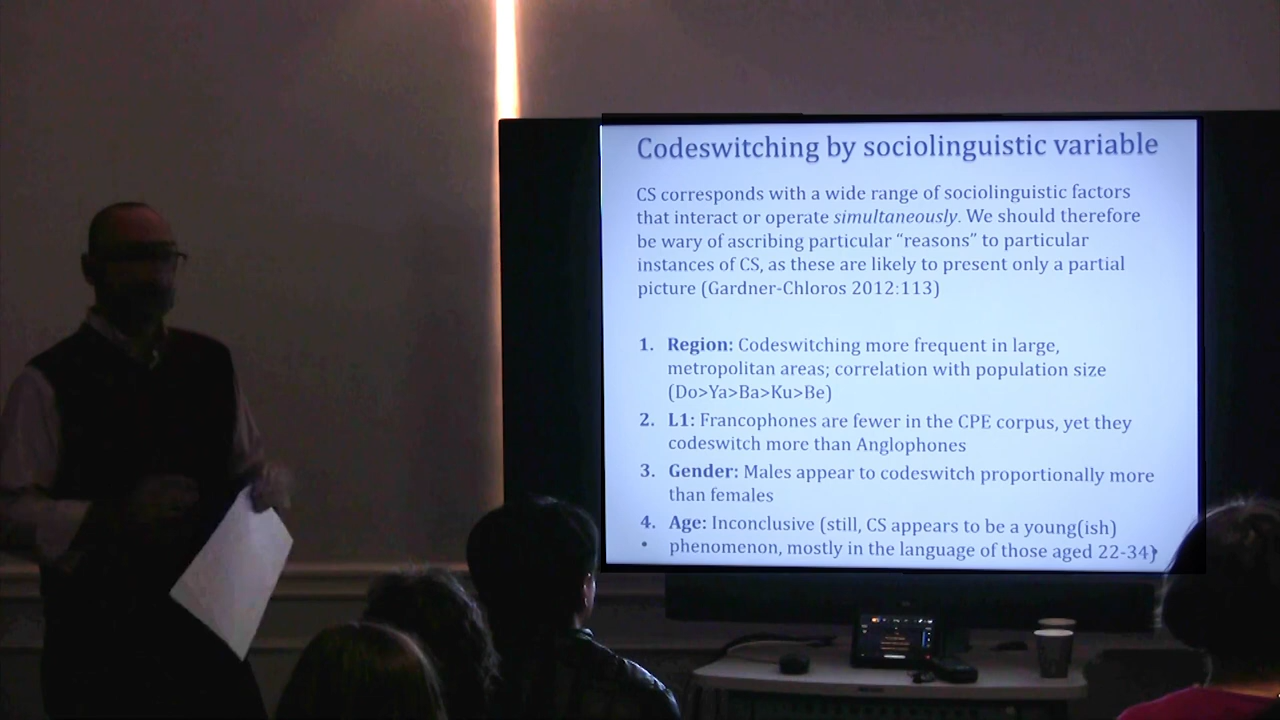 Codeswitching by sociolinguistic variable
CS corresponds with a wide range of sociolinguistic factors
that interact or operate simultaneously. We should therefore
be wary of ascribing particular “reasons” to particular
instances of CS, as these are likely to present only a partial
picture (Gardner-Chloros 2012:113)
1. Region: Codeswitching more frequent in large,
metropolitan areas; correlation with population size
(Do>Ya>Ba>Ku>Be)
2. L1: Francophones are fewer in the CPE corpus, yet they
codeswitch more than Anglophones
3. Gender: Males appear to codeswitch proportionally more
than females
4. Age: Inconclusive (still, CS appears to be a young(ish)
• phenomenon, mostly in the language of those aged 22-34)